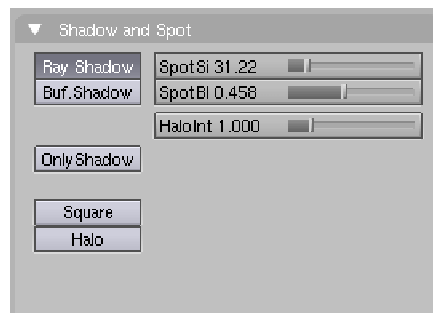 Shadow and Spot
Ray Shadow SpotSi 31.22
Buf.Shadow SpotBl 0.458
HaloInt 1.000
OnlyShadow
Square
Halo